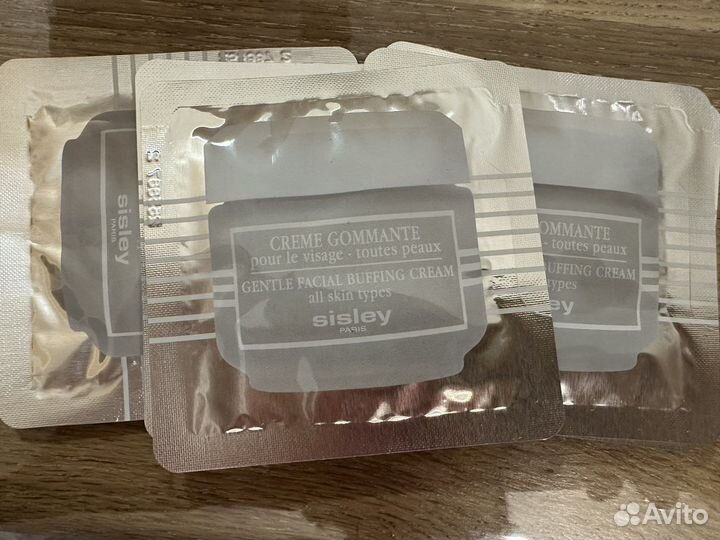 sisley
PARIS
CREME GOMMANTE
pour le visage - toutes peaux
GENTLE FACIAL BUFFING CREAM
all skin types
sisley
PARIS
GOMMANTE
- toutes peaux
BUFFING CREAM
types
Avito